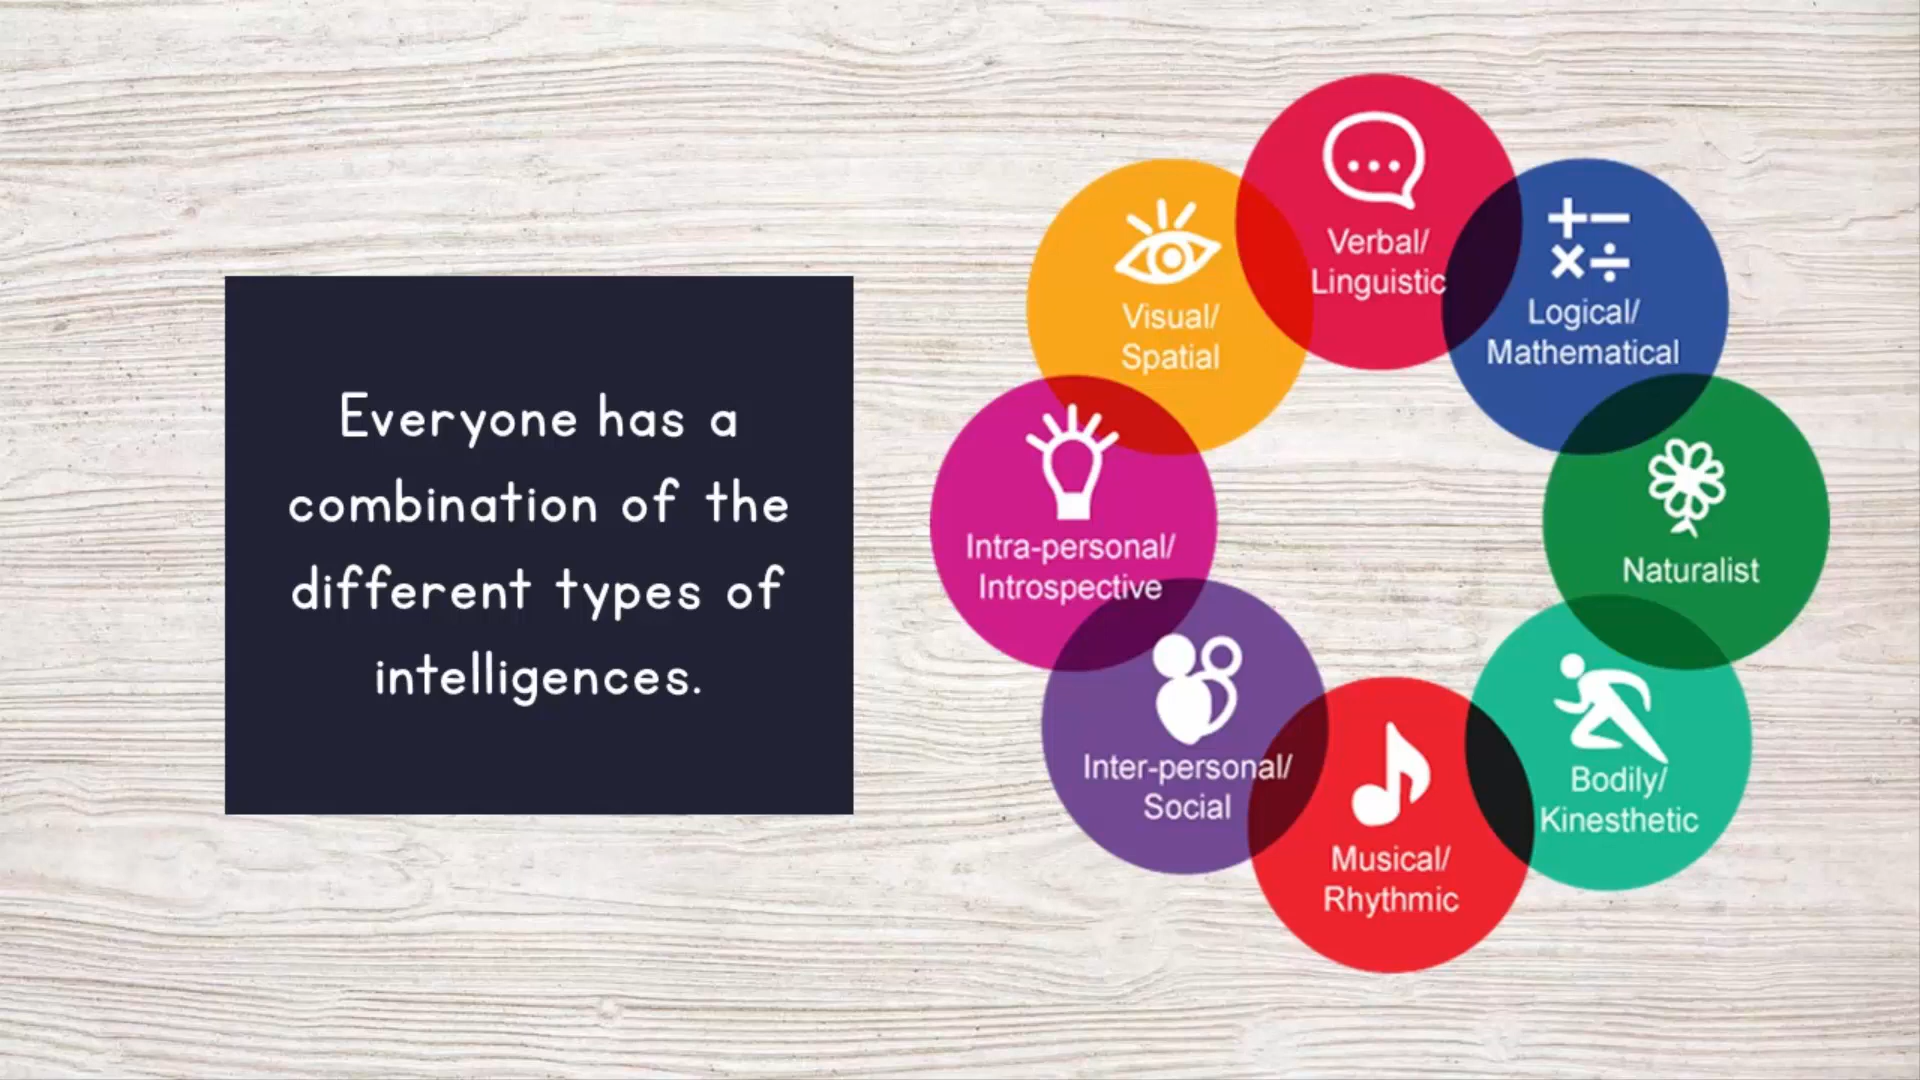 Everyone has a
combination of the
different types of
intelligences.
Verbal/
Linguistic
Logical/
Mathematical
Naturalist
Bodily/
Kinesthetic
Musical/
Rhythmic
Inter-personal/
Social
Intra-personal/
Introspective
Visual/
Spatial